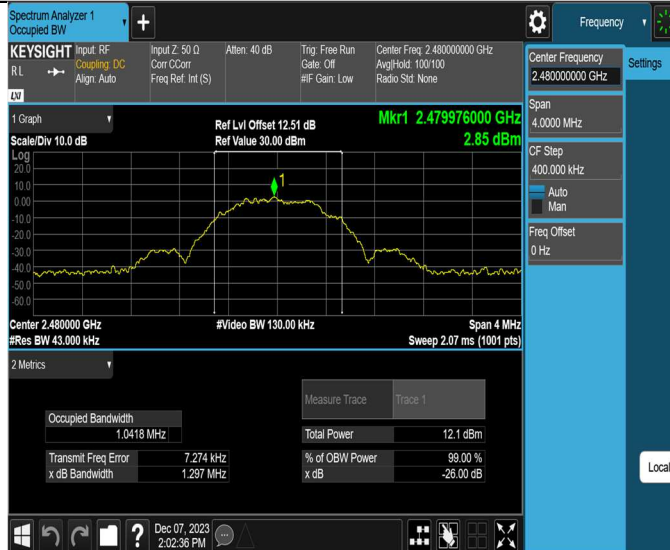 Spectrum Analyzer 1
Occupied BW
+
Frequency
KEYSIGHT
RL
LXI
Input: RF
Coupling: DC
Align: Auto
Input Z: 50 Ω
Corr CCorr
Freq Ref: Int (S)
Atten: 40 dB
Trig: Free Run
Gate: Off
#IF Gain: Low
Center Freq: 2.480000000 GHz
Avg|Hold: 100/100
Radio Std: None
Center Frequency
2.480000000 GHz
Settings
Span
4.0000 MHz
CF Step
400.000 kHz
Auto
Man
Freq Offset
0 Hz
Local
1 Graph
Scale/Div 10.0 dB
Ref Lvl Offset 12.51 dB
Ref Value 30.00 dBm
Mkr1 2.479976000 GHz
2.85 dBm
Log
20.0
10.0
0.00
-10.0
-20.0
-30.0
-40.0
-50.0
-60.0
1
Center 2.480000 GHz
#Res BW 43.000 kHz
#Video BW 130.00 kHz
Span 4 MHz
Sweep 2.07 ms (1001 pts)
2 Metrics
Measure Trace
Trace 1
Occupied Bandwidth
1.0418 MHz
Total Power
12.1 dBm
Transmit Freq Error
7.274 kHz
% of OBW Power
99.00 %
x dB Bandwidth
1.297 MHz
x dB
-26.00 dB
?
Dec 07, 2023
2:02:36 PM